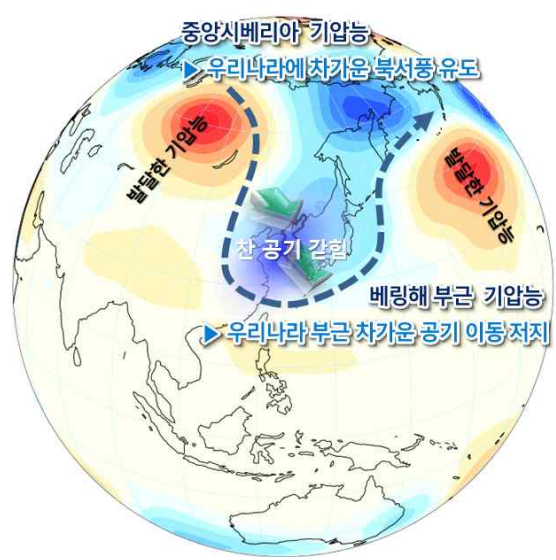 중앙시베리아 기압능
▶ 우리나라에 차가운 북서풍 유도
발달한 기압능
발달한 기압능
찬 공기 갇힘
베링해 부근 기압능
▶ 우리나라 부근 차가운 공기 이동 저지